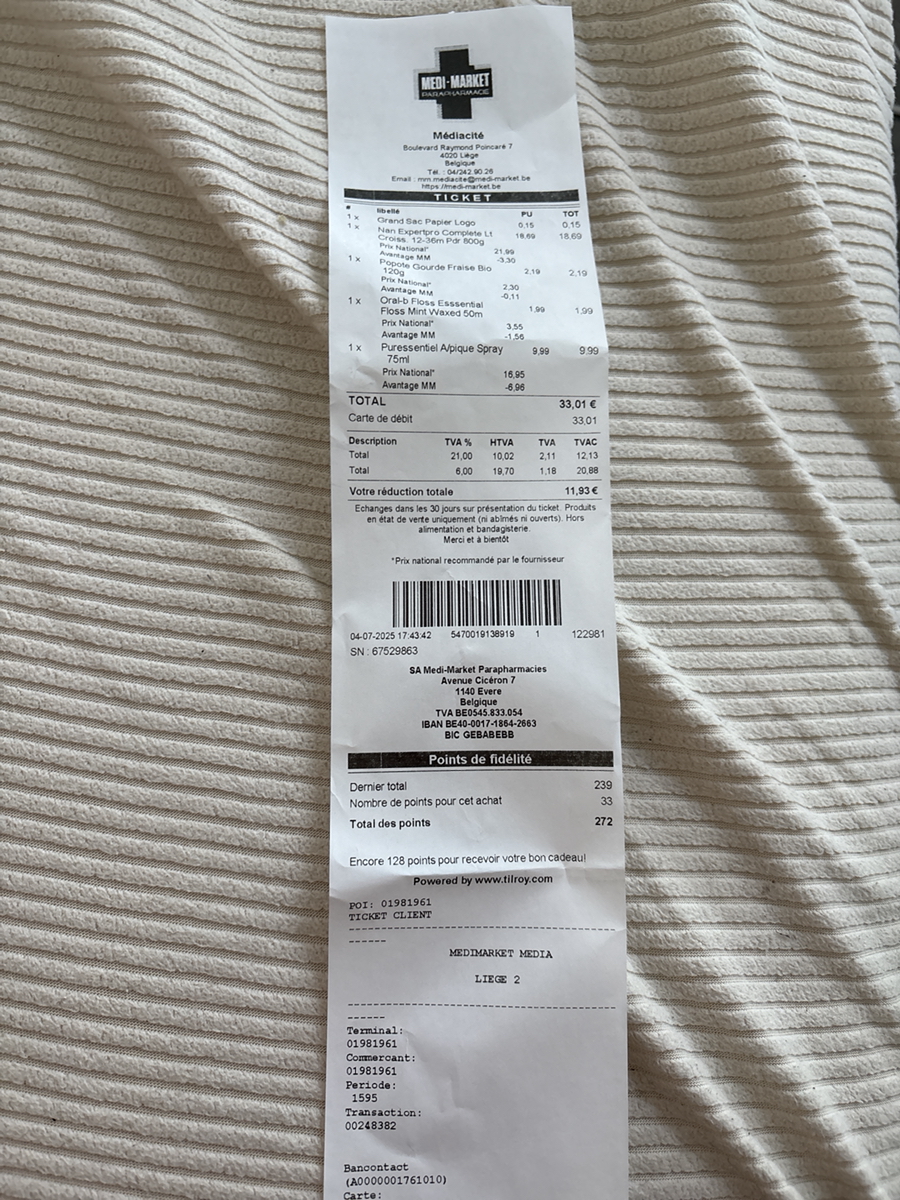 MEDI-MARKET
PARAPHARMACIE
Médiacité
Boulevard Raymond Poincaré 7
4020 Liège
Belgique
Tél. : 04/242.90.26
Email : mm.mediacite@medi-market.be
https://medi-market.be
TICKET
# libellé PU TOT
1 x Grand Sac Papier Logo 0,15 0,15
1 x Nan Expertpro Complete Lt 18,69 18,69
Croiss. 12-36m Pdr 800g
Prix National* 21,99
Avantage MM -3,30
1 x Popote Gourde Fraise Bio 2,19 2,19
120g
Prix National* 2,30
Avantage MM -0,11
1 x Oral-b Floss Esssential 1,99 1,99
Floss Mint Waxed 50m
Prix National* 3,55
Avantage MM -1,56
1 x Puressentiel A/pique Spray 9,99 9,99
75ml
Prix National* 16,95
Avantage MM -6,96
TOTAL 33,01 €
Carte de débit 33,01
Description TVA % HTVA TVA TVAC
Total 21,00 10,02 2,11 12,13
Total 6,00 19,70 1,18 20,88
Votre réduction totale 11,93 €
Echanges dans les 30 jours sur présentation du ticket. Produits
en état de vente uniquement (ni abîmés ni ouverts). Hors
alimentation et bandagisterie.
Merci et à bientôt
*Prix national recommandé par le fournisseur
04-07-2025 17:43:42 5470019138919 1 122981
SN : 67529863
SA Medi-Market Parapharmacies
Avenue Cicéron 7
1140 Evere
Belgique
TVA BE0545.833.054
IBAN BE40-0017-1864-2663
BIC GEBABEBB
Points de fidélité
Dernier total 239
Nombre de points pour cet achat 33
Total des points 272
Encore 128 points pour recevoir votre bon cadeau!
Powered by www.tilroy.com
POI: 01981961
TICKET CLIENT
MEDIMARKET MEDIA
LIEGE 2
Terminal:
01981961
Commercant:
01981961
Periode:
1595
Transaction:
00248382
Bancontact
(A0000001761010)
Carte: